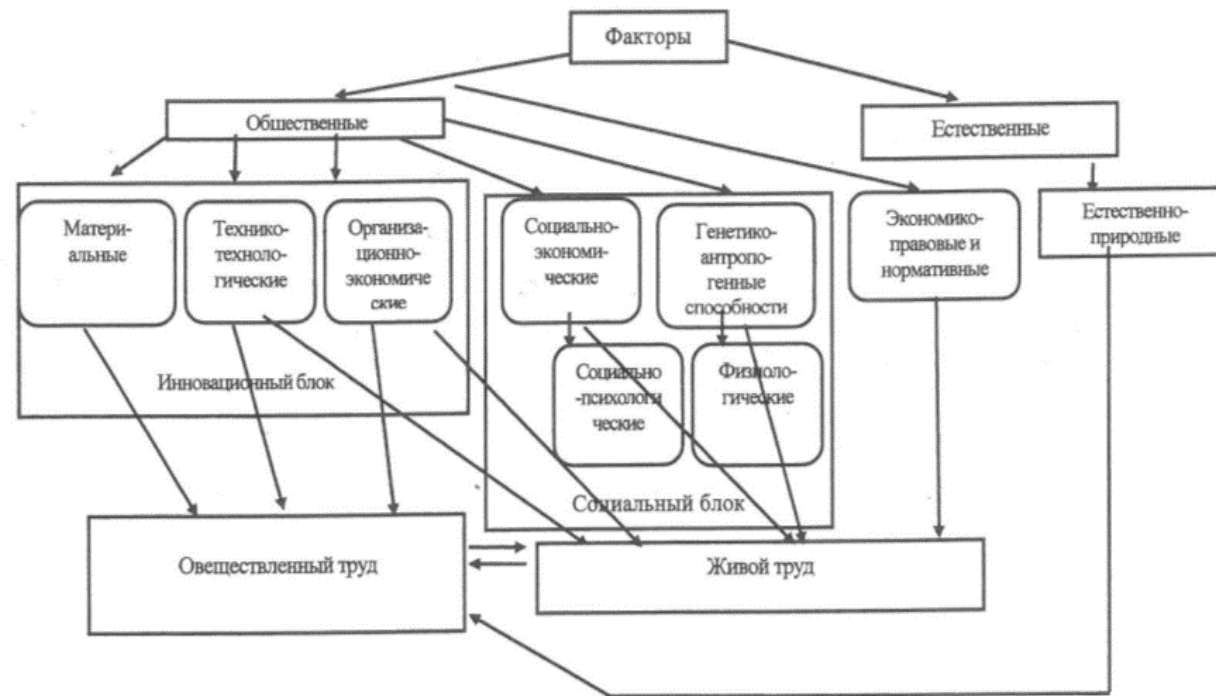 Факторы
Общественные
Естественные
Матери-
альные
Технико-
техноло-
гические
Организа-
ционно-
экономиче
ские
Инновационный блок
Социально-
экономи-
ческие
Генетико-
антропо-
генные
способности
Социально
-психологи
ческие
Физиоло-
гические
Социальный блок
Экономико-
правовые и
нормативные
Естественно-
природные
Овеществленный труд
Живой труд